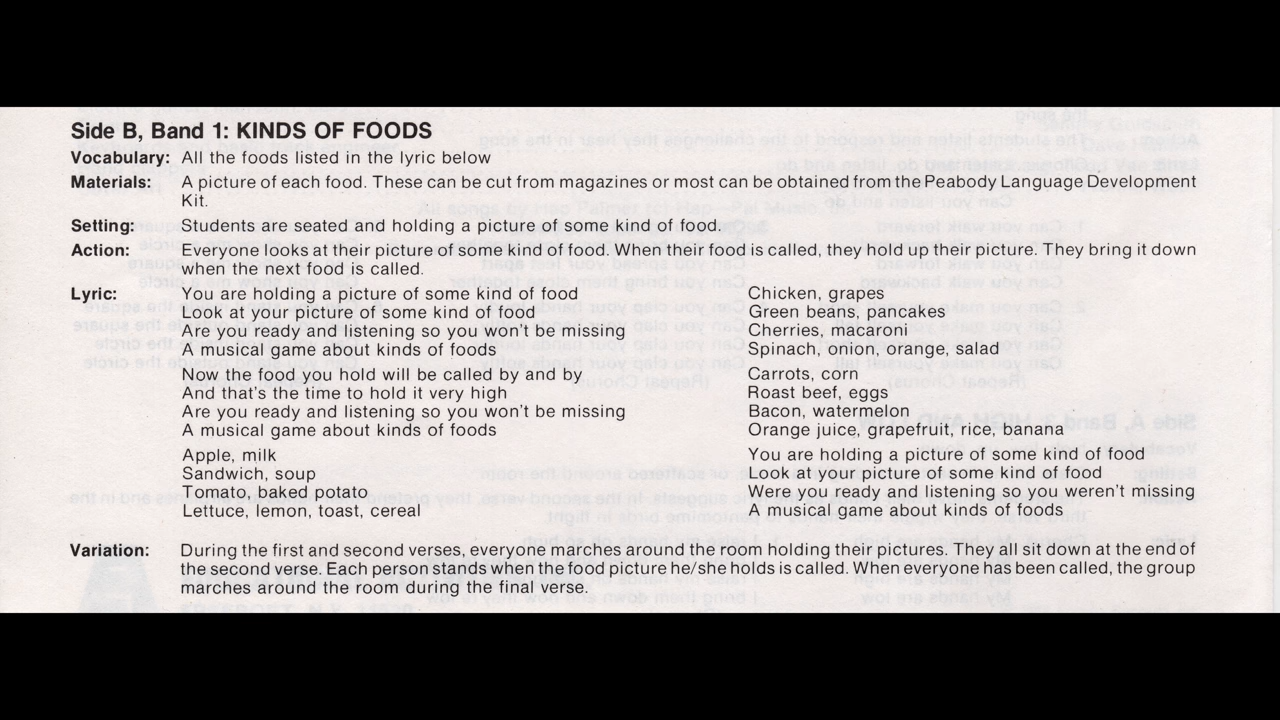 Side B, Band 1: KINDS OF FOODS
Vocabulary: All the foods listed in the lyric below
Materials: A picture of each food. These can be cut from magazines or most can be obtained from the Peabody Language Development
Kit.
Setting: Students are seated and holding a picture of some kind of food.
Action: Everyone looks at their picture of some kind of food. When their food is called, they hold up their picture. They bring it down
when the next food is called.
Lyric: You are holding a picture of some kind of food
Look at your picture of some kind of food
Are you ready and listening so you won't be missing
A musical game about kinds of foods
Now the food you hold will be called by and by
And that's the time to hold it very high
Are you ready and listening so you won't be missing
A musical game about kinds of foods
Apple, milk
Sandwich, soup
Tomato, baked potato
Lettuce, lemon, toast, cereal
Chicken, grapes
Green beans, pancakes
Cherries, macaroni
Spinach, onion, orange, salad
Carrots, corn
Roast beef, eggs
Bacon, watermelon
Orange juice, grapefruit, rice, banana
You are holding a picture of some kind of food
Look at your picture of some kind of food
Were you ready and listening so you weren't missing
A musical game about kinds of foods
Variation: During the first and second verses, everyone marches around the room holding their pictures. They all sit down at the end of
the second verse. Each person stands when the food picture he/she holds is called. When everyone has been called, the group
marches around the room during the final verse.